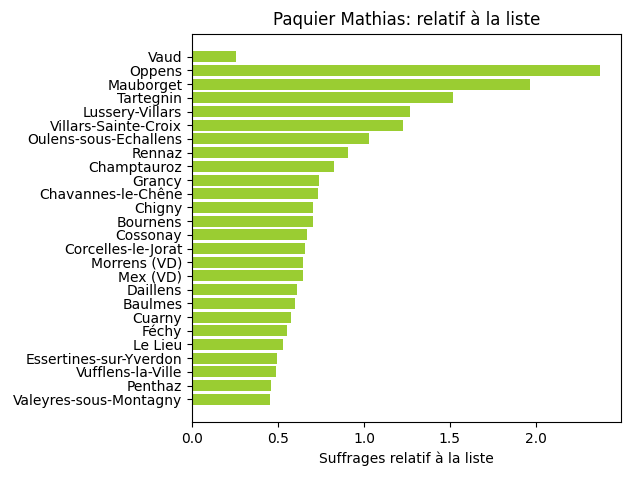 Paquier Mathias: relatif à la liste
Vaud
Oppens
Mauborget
Tartegnin
Lussery-Villars
Villars-Sainte-Croix
Oulens-sous-Echallens
Rennaz
Champtauroz
Grancy
Chavannes-le-Chêne
Chigny
Bournens
Cossonay
Corcelles-le-Jorat
Morrens (VD)
Mex (VD)
Daillens
Baulmes
Cuarny
Féchy
Le Lieu
Essertines-sur-Yverdon
Vufflens-la-Ville
Penthaz
Valeyres-sous-Montagny
0.0 0.5 1.0 1.5 2.0
Suffrages relatif à la liste